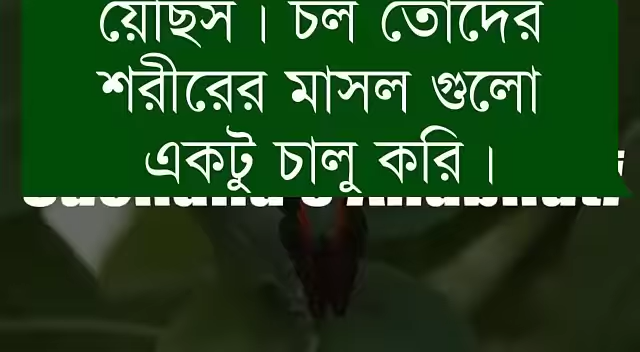 য়েছিস। চল তোদের
শরীরের মাসল গুলো
একটু চালু করি।